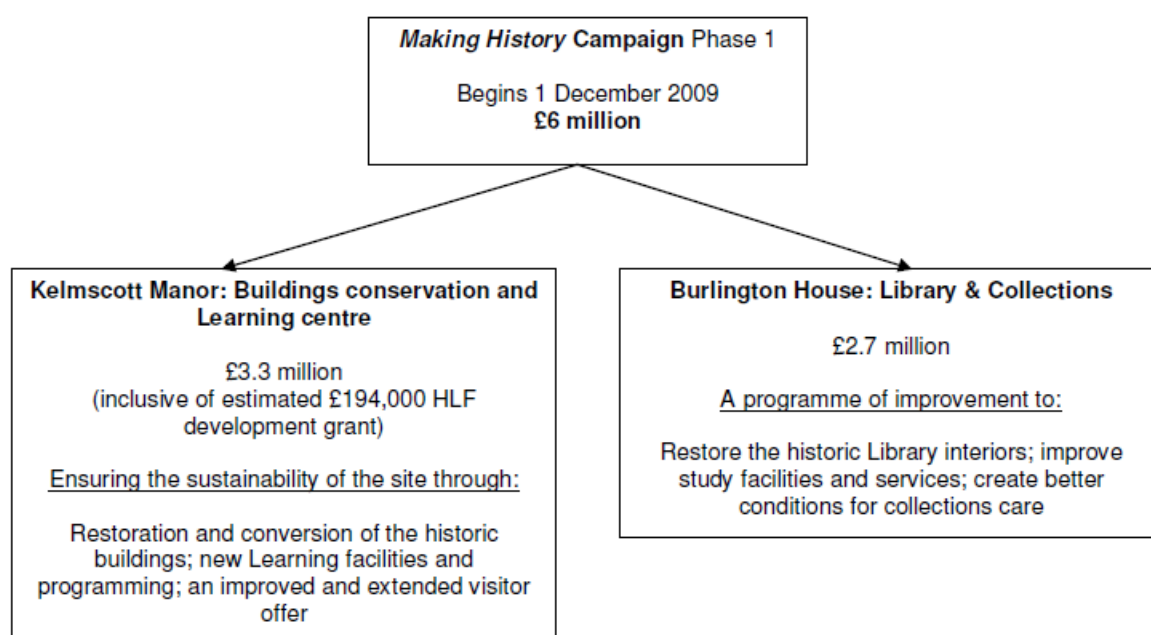 Making History Campaign Phase 1
Begins 1 December 2009
£6 million
Kelmscott Manor: Buildings conservation and
Learning centre
£3.3 million
(inclusive of estimated £194,000 HLF
development grant)
Ensuring the sustainability of the site through:
Restoration and conversion of the historic
buildings; new Learning facilities and
programming; an improved and extended visitor
offer
Burlington House: Library & Collections
£2.7 million
A programme of improvement to:
Restore the historic Library interiors; improve
study facilities and services; create better
conditions for collections care